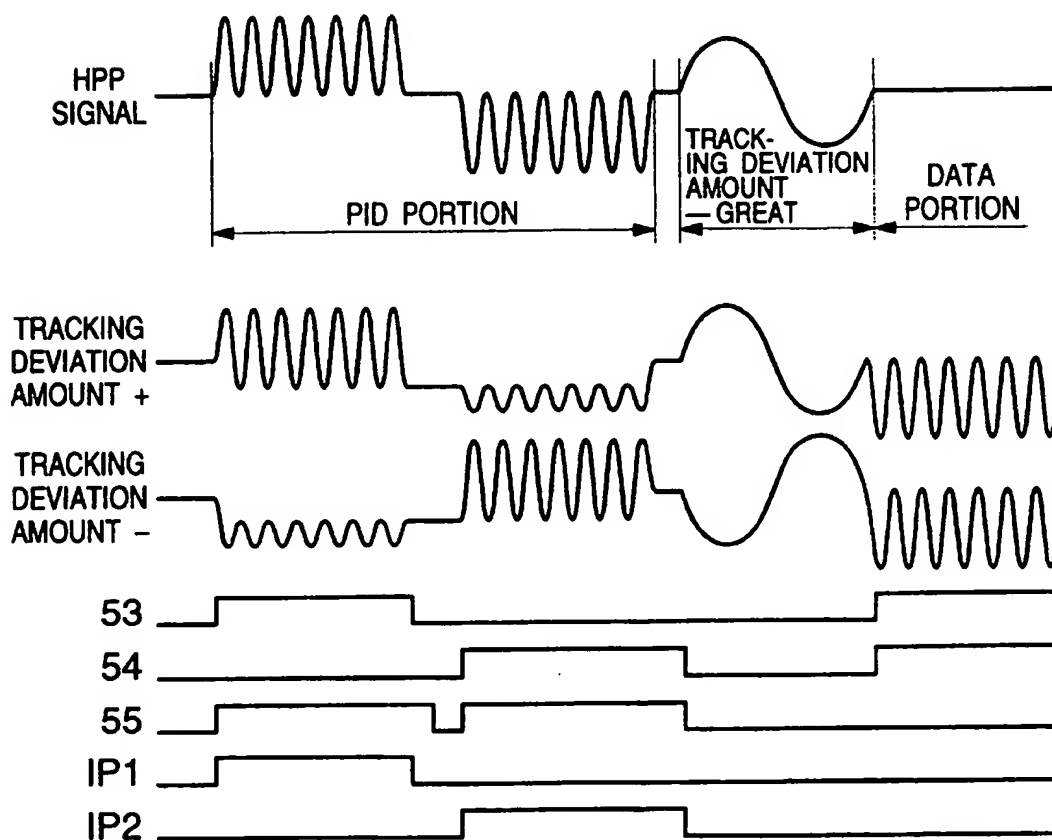 HPP
SIGNAL
TRACK-
ING DEVIATION
AMOUNT
— GREAT
DATA
PORTION
PID PORTION
TRACKING
DEVIATION
AMOUNT +
TRACKING
DEVIATION
AMOUNT –
53
54
55
IP1
IP2